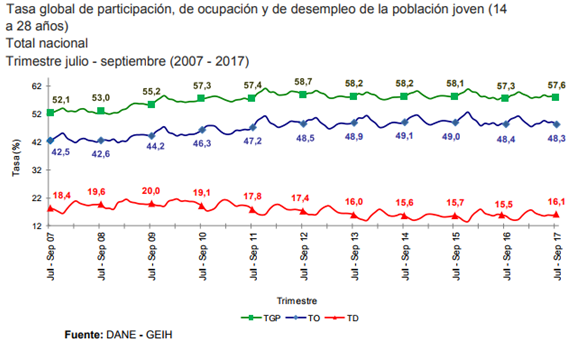 Tasa global de participación, de ocupación y de desempleo de la población joven (14
a 28 años)
Total nacional
Trimestre julio - septiembre (2007 - 2017)
Tasa(%)
62
52
42
32
22
12
52,1 53,0 55,2 57,3 57,4 58,7 58,2 58,2 58,1 57,3 57,6
42,5 42,6 44,2 46,3 47,2 48,5 48,9 49,1 49,0 48,4 48,3
18,4 19,6 20,0 19,1 17,8 17,4 16,0 15,6 15,7 15,5 16,1
Jul - Sep 07
Jul - Sep 08
Jul - Sep 09
Jul - Sep 10
Jul - Sep 11
Jul - Sep 12
Jul - Sep 13
Jul - Sep 14
Jul - Sep 15
Jul - Sep 16
Jul - Sep 17
Trimestre
TGP TO TD
Fuente: DANE - GEIH